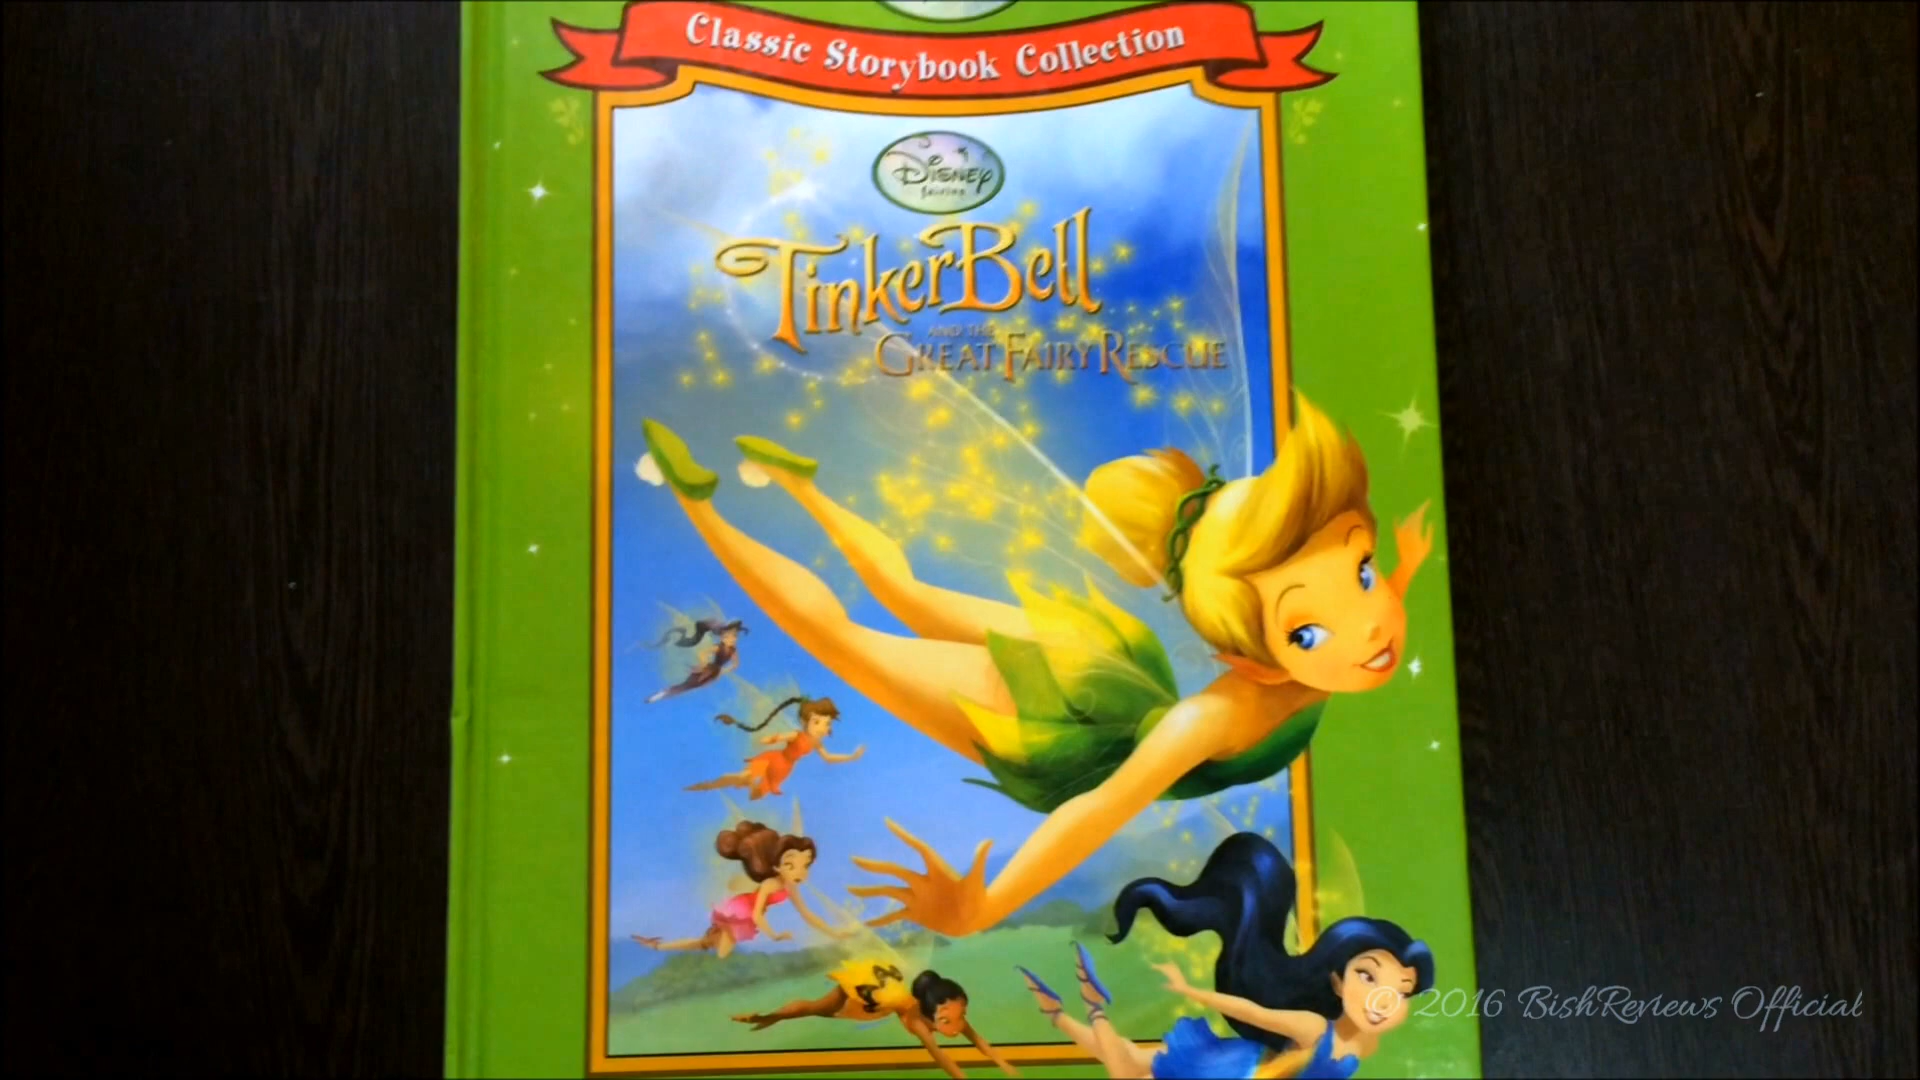 Classic Storybook Collection
Disney
fairies
TinkerBell
AND THE
GREAT FAIRY RESCUE
© 2016 BishReviews Official